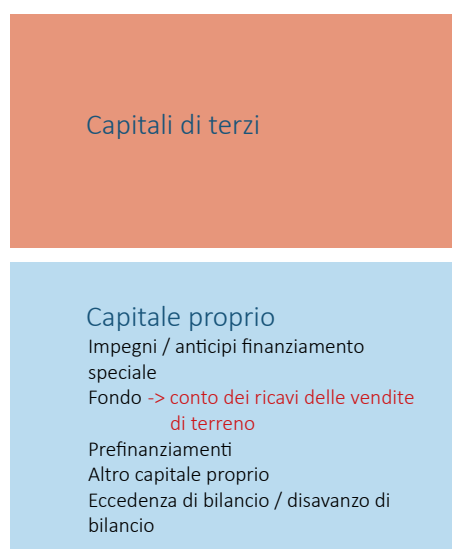 Capitali di terzi
Capitale proprio
Impegni / anticipi finanziamento
speciale
Fondo -> conto dei ricavi delle vendite
di terreno
Prefinanziamenti
Altro capitale proprio
Eccedenza di bilancio / disavanzo di
bilancio